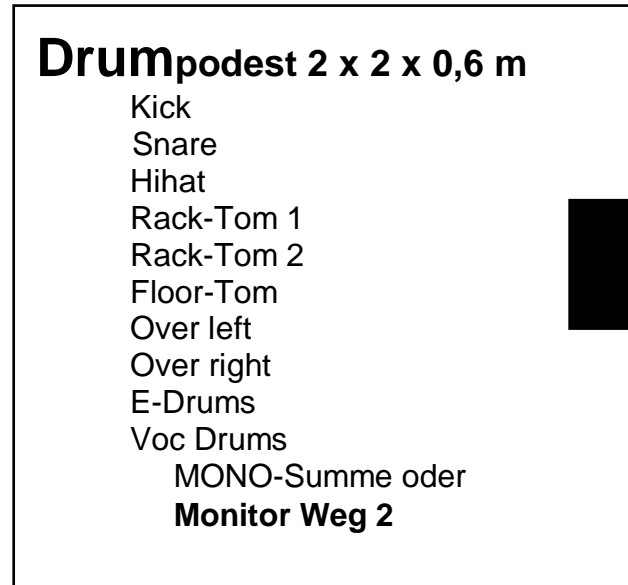 Drumpodest 2 x 2 x 0,6 m
Kick
Snare
Hihat
Rack-Tom 1
Rack-Tom 2
Floor-Tom
Over left
Over right
E-Drums
Voc Drums
MONO-Summe oder
Monitor Weg 2